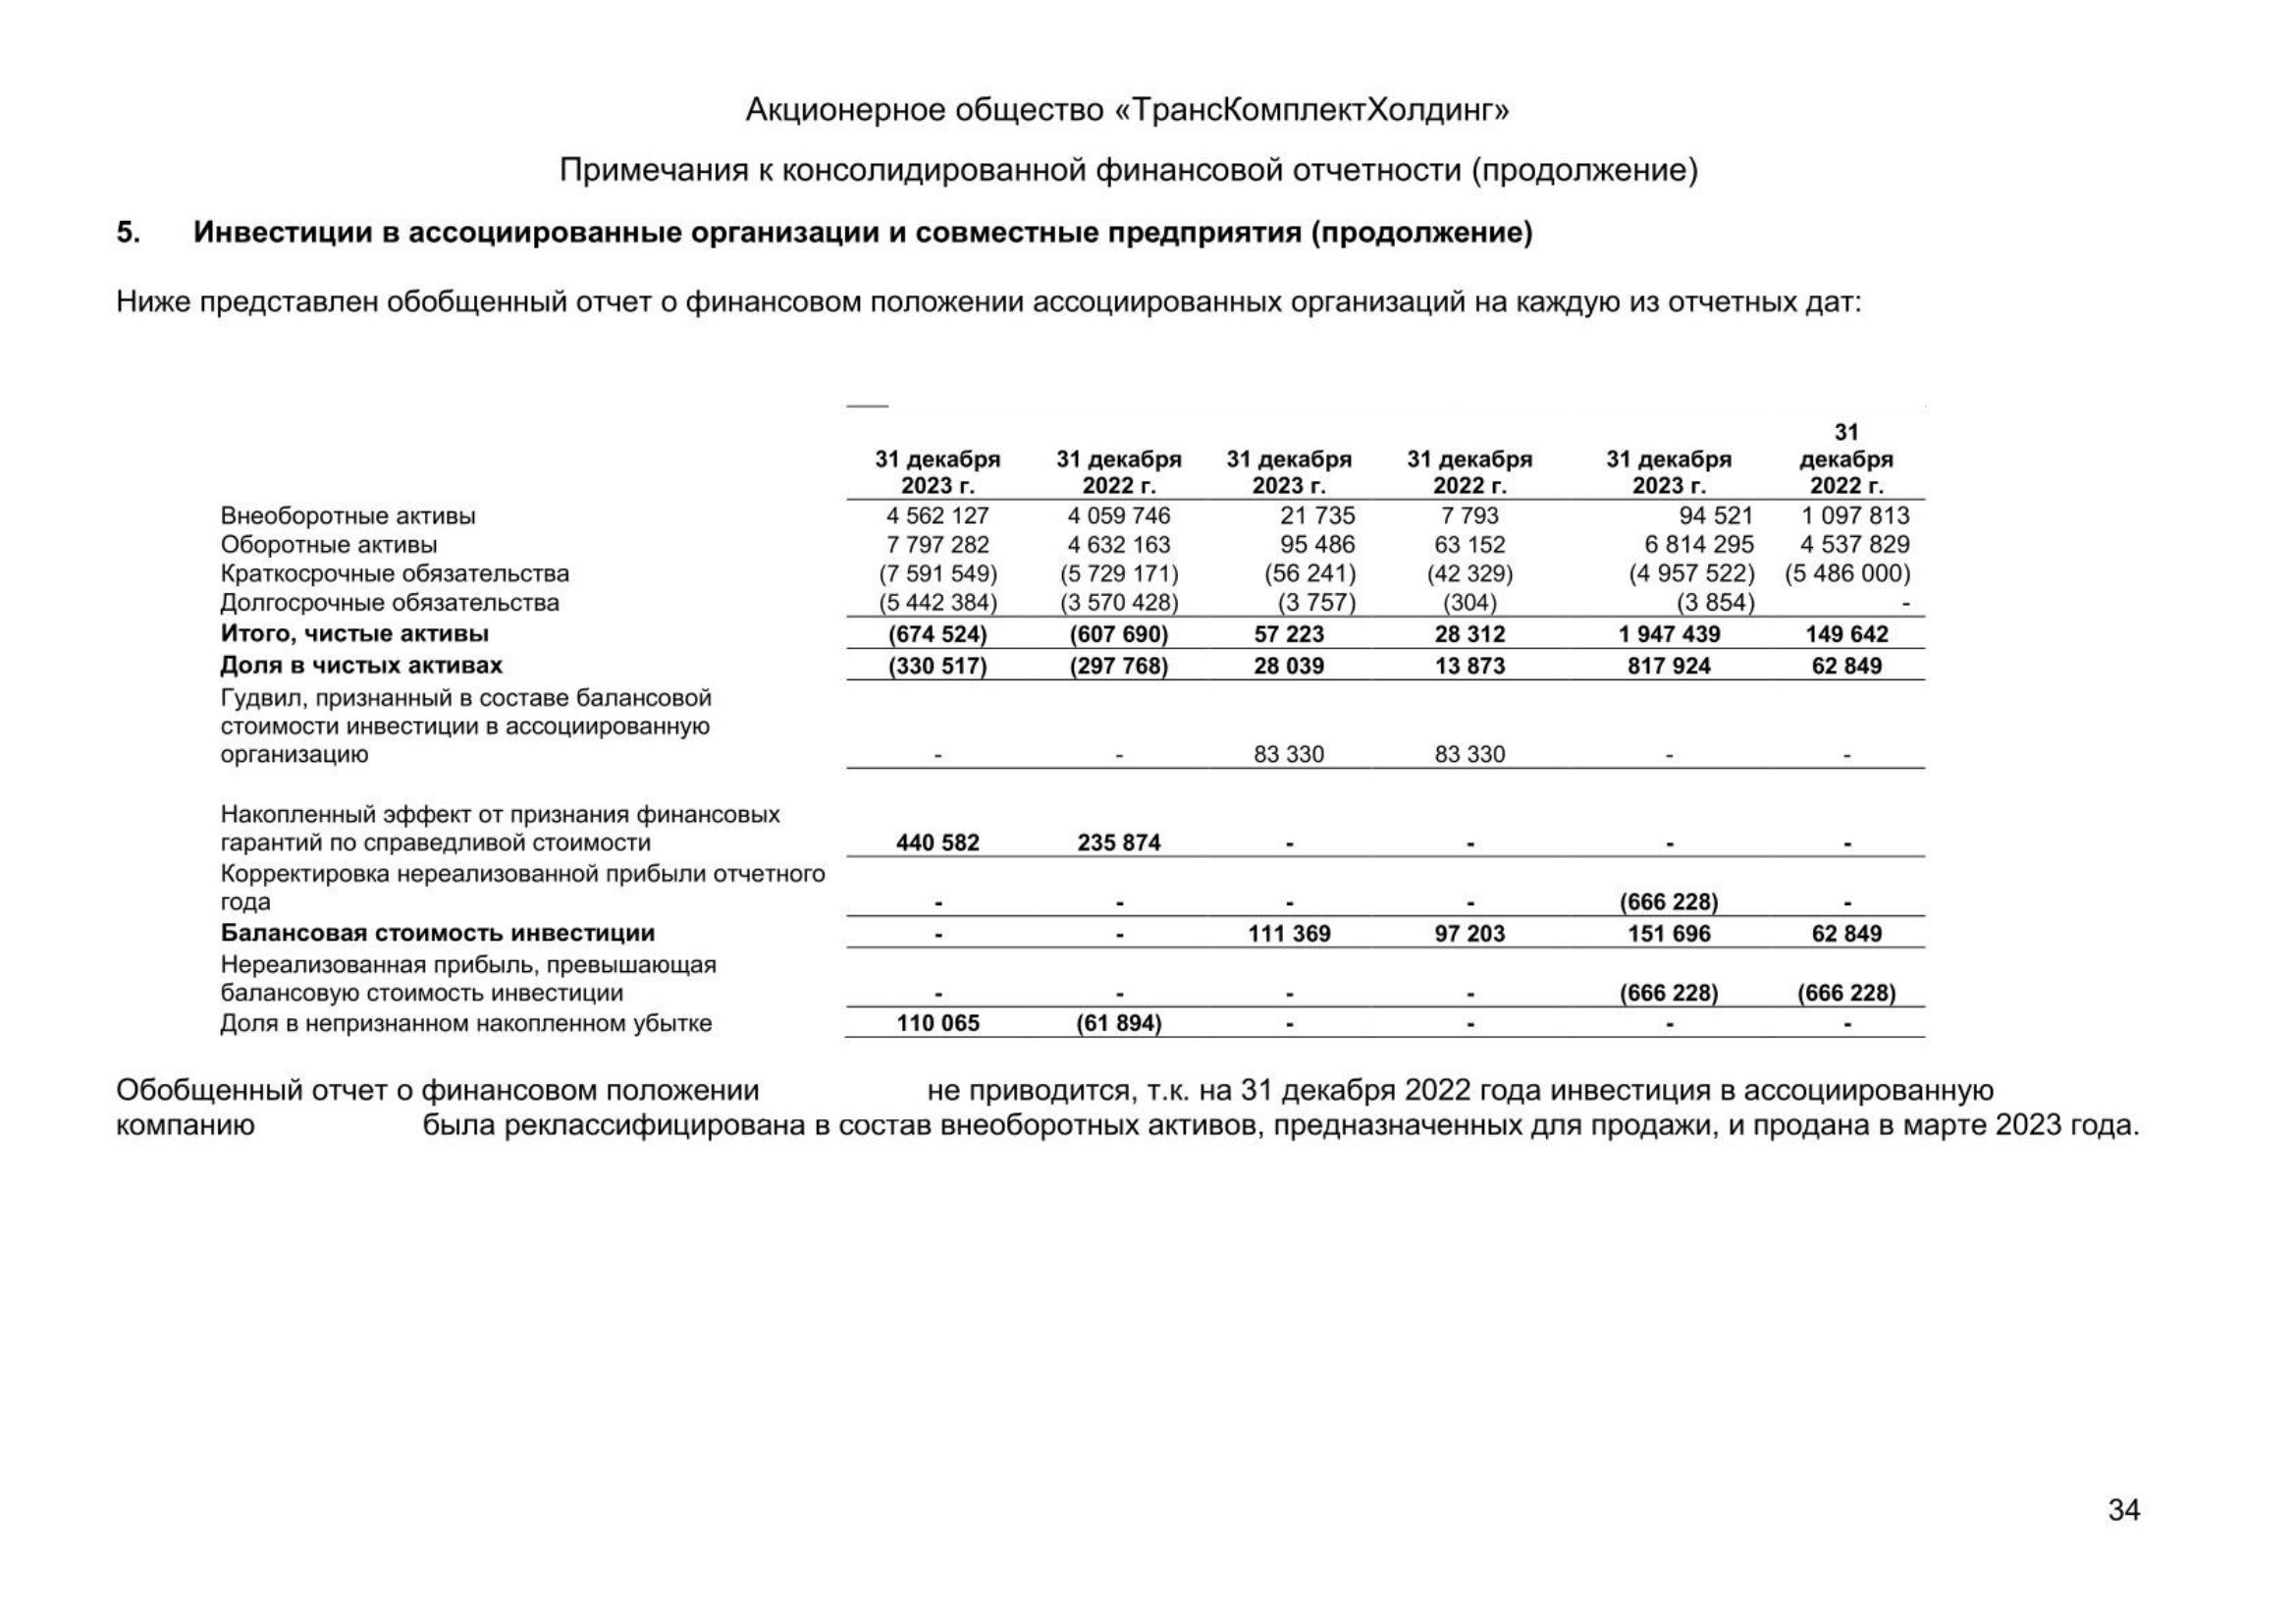 Акционерное общество «ТрансКомплектХолдинг»
Примечания к консолидированной финансовой отчетности (продолжение)
5. Инвестиции в ассоциированные организации и совместные предприятия (продолжение)
Ниже представлен обобщенный отчет о финансовом положении ассоциированных организаций на каждую из отчетных дат:
31
31 декабря 31 декабря 31 декабря 31 декабря 31 декабря декабря
2023 г. 2022 г. 2023 г. 2022 г. 2023 г. 2022 г.
Внеоборотные активы 4 562 127 4 059 746 21 735 7 793 94 521 1 097 813
Оборотные активы 7 797 282 4 632 163 95 486 63 152 6 814 295 4 537 829
Краткосрочные обязательства (7 591 549) (5 729 171) (56 241) (42 329) (4 957 522) (5 486 000)
Долгосрочные обязательства (5 442 384) (3 570 428) (3 757) (304) (3 854) -
Итого, чистые активы (674 524) (607 690) 57 223 28 312 1 947 439 149 642
Доля в чистых активах (330 517) (297 768) 28 039 13 873 817 924 62 849
Гудвил, признанный в составе балансовой
стоимости инвестиции в ассоциированную
организацию - - 83 330 83 330 - -
Накопленный эффект от признания финансовых
гарантий по справедливой стоимости 440 582 235 874 - - - -
Корректировка нереализованной прибыли отчетного
года - - - - (666 228) -
Балансовая стоимость инвестиции - - 111 369 97 203 151 696 62 849
Нереализованная прибыль, превышающая
балансовую стоимость инвестиции - - - - (666 228) (666 228)
Доля в непризнанном накопленном убытке 110 065 (61 894) - - - -
Обобщенный отчет о финансовом положении не приводится, т.к. на 31 декабря 2022 года инвестиция в ассоциированную
компанию была реклассифицирована в состав внеоборотных активов, предназначенных для продажи, и продана в марте 2023 года.
34